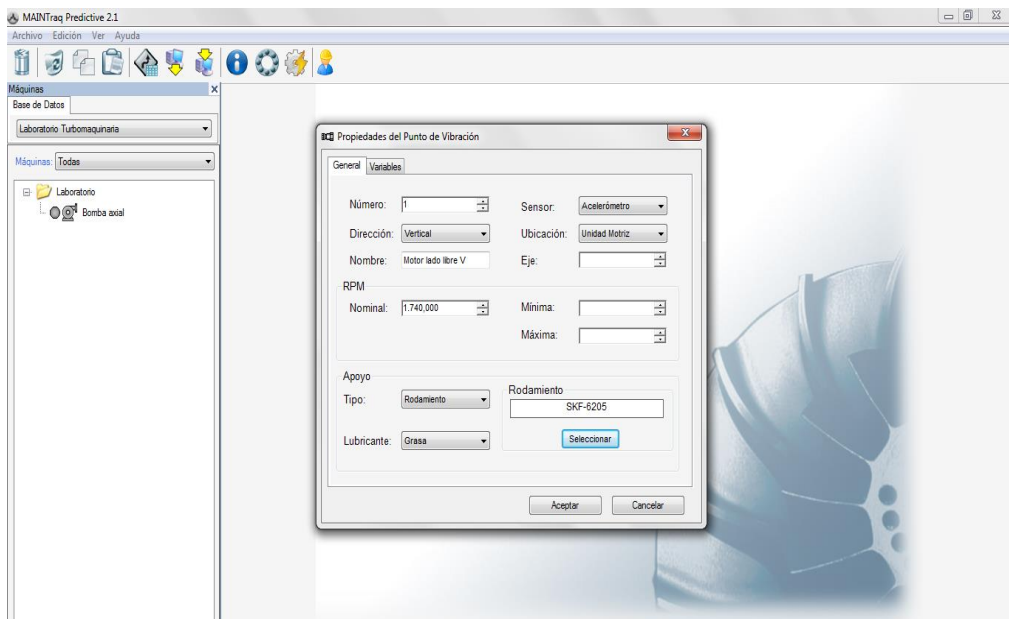 MAINTraq Predictive 2.1
Archivo Edición Ver Ayuda
Máquinas X
Base de Datos
Laboratorio Turbomaquinaria
Máquinas: Todas
Laboratorio
Bomba axial
Propiedades del Punto de Vibración
General Variables
Número: 1 Sensor: Acelerómetro
Dirección: Vertical Ubicación: Unidad Motriz
Nombre: Motor lado libre V Eje:
RPM
Nominal: 1.740,000 Mínima:
Máxima:
Apoyo
Rodamiento
Tipo: Rodamiento SKF-6205
Lubricante: Grasa Seleccionar
Aceptar Cancelar